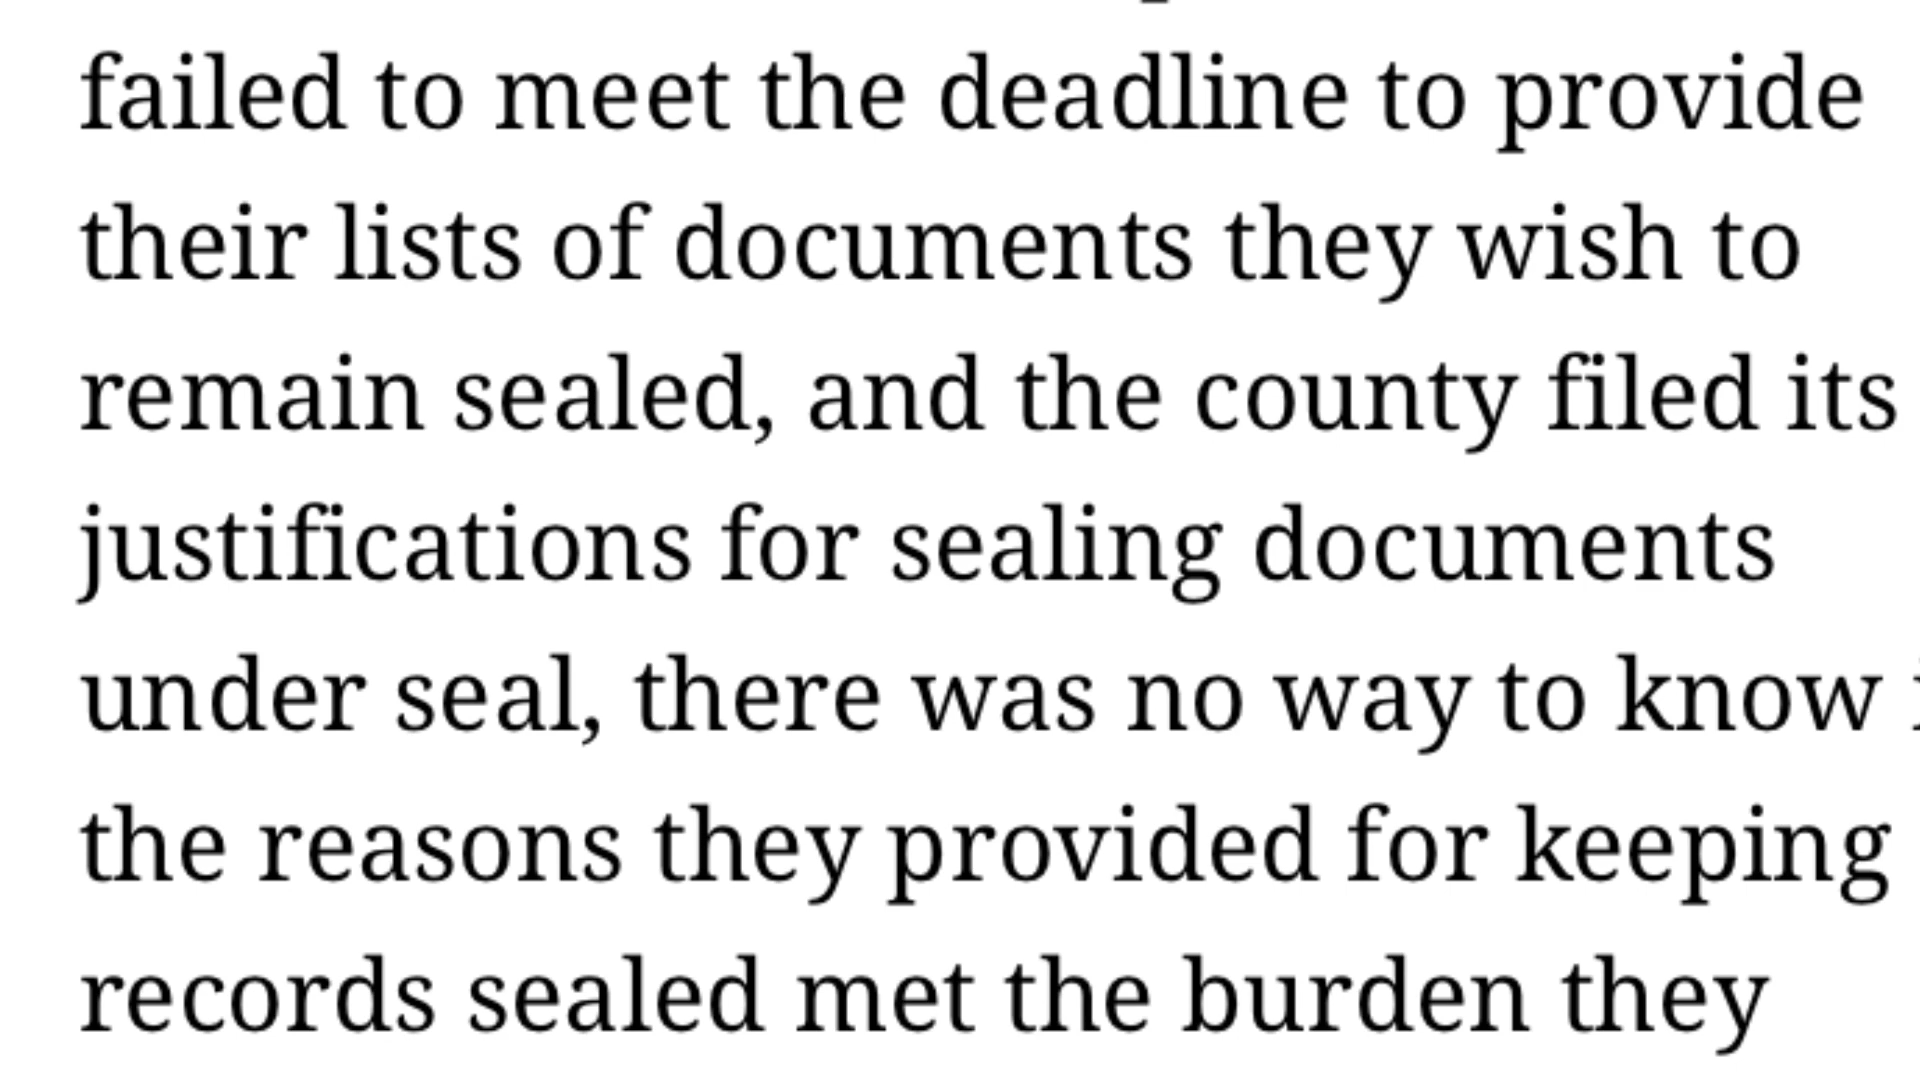 failed to meet the deadline to provide
their lists of documents they wish to
remain sealed, and the county filed its
justifications for sealing documents
under seal, there was no way to know
the reasons they provided for keeping
records sealed met the burden they